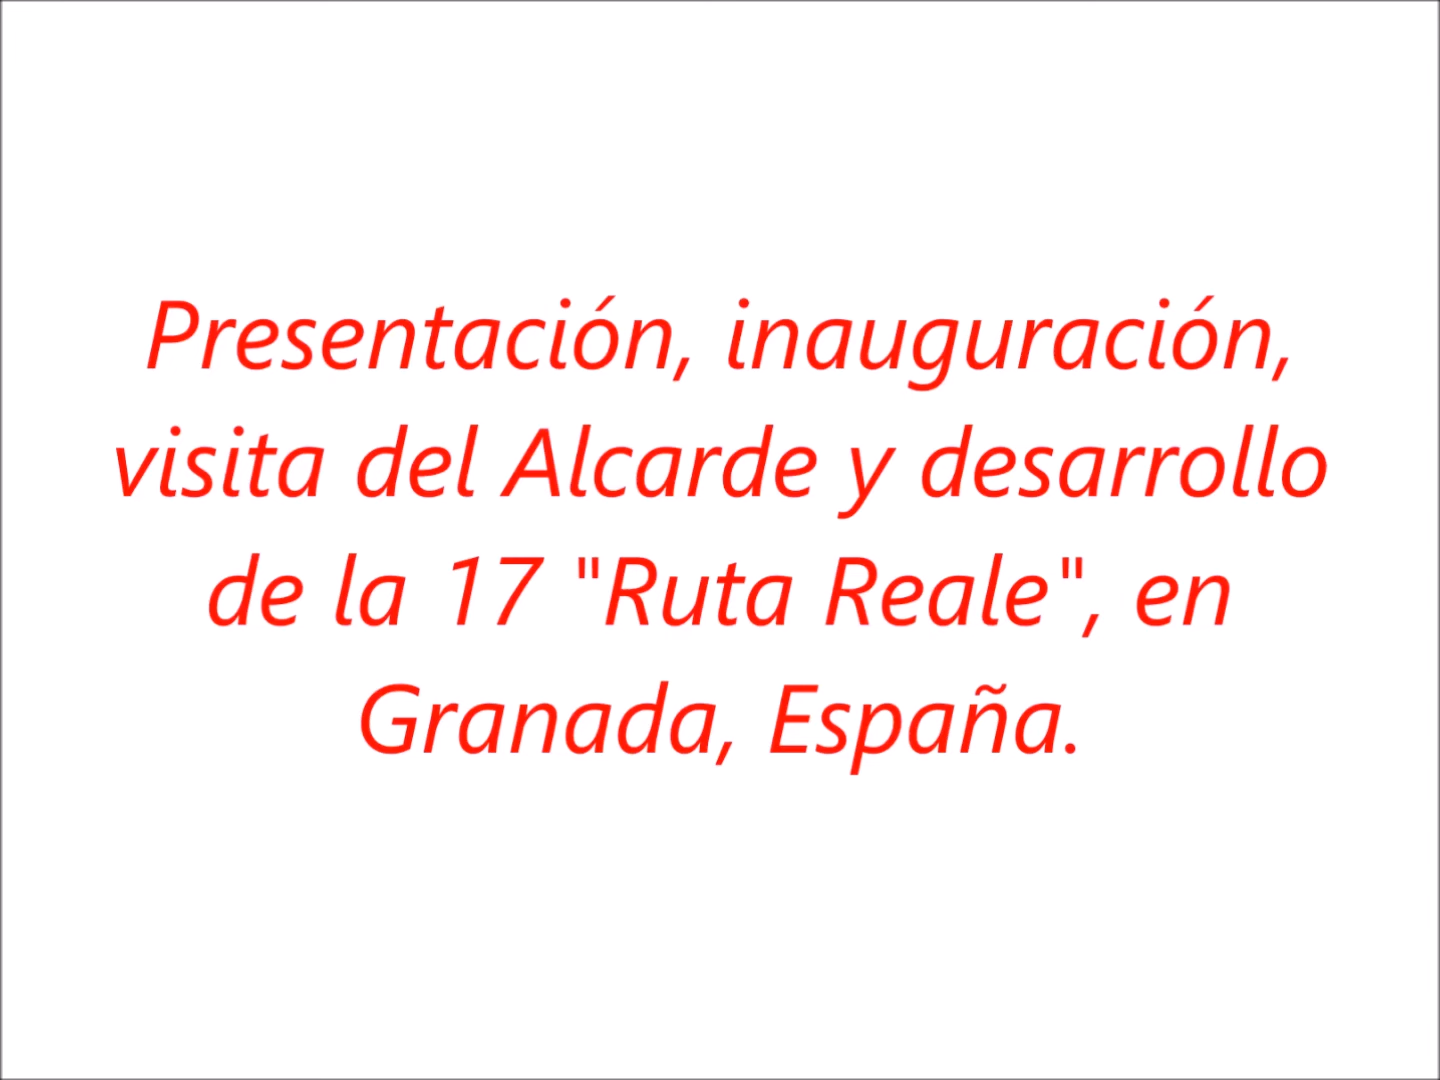 Presentación, inauguración,
visita del Alcarde y desarrollo
de la 17 "Ruta Reale", en
Granada, España.